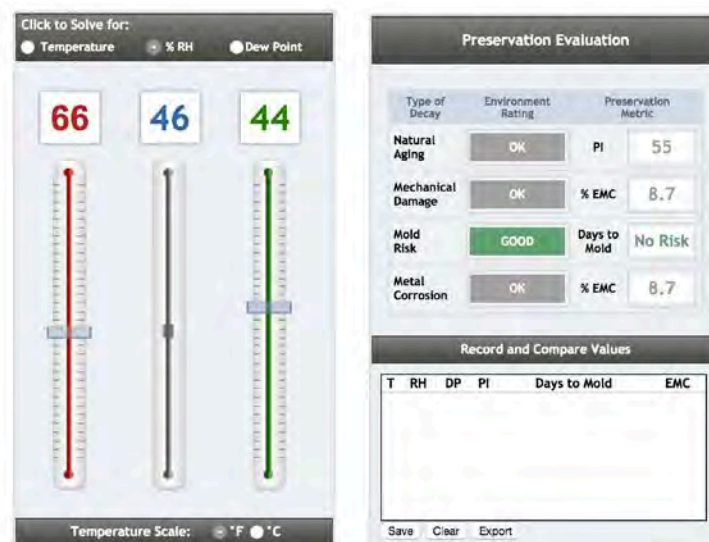 Click to Solve for:
Temperature % RH Dew Point
66 46 44
Temperature Scale: °F °C
Preservation Evaluation
Type of Decay Environment Rating Preservation Metric
Natural Aging OK PI 55
Mechanical Damage OK % EMC 8.7
Mold Risk GOOD Days to Mold No Risk
Metal Corrosion OK % EMC 8.7
Record and Compare Values
T RH DP PI Days to Mold EMC
Save Clear Export